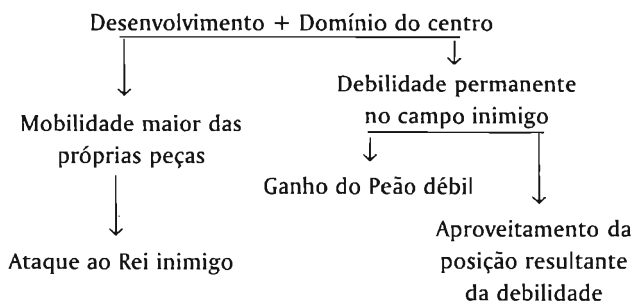 Desenvolvimento + Domínio do centro
Debilidade permanente
no campo inimigo
Mobilidade maior das
próprias peças
Ganho do Peão débil
Ataque ao Rei inimigo
Aproveitamento da
posição resultante
da debilidade